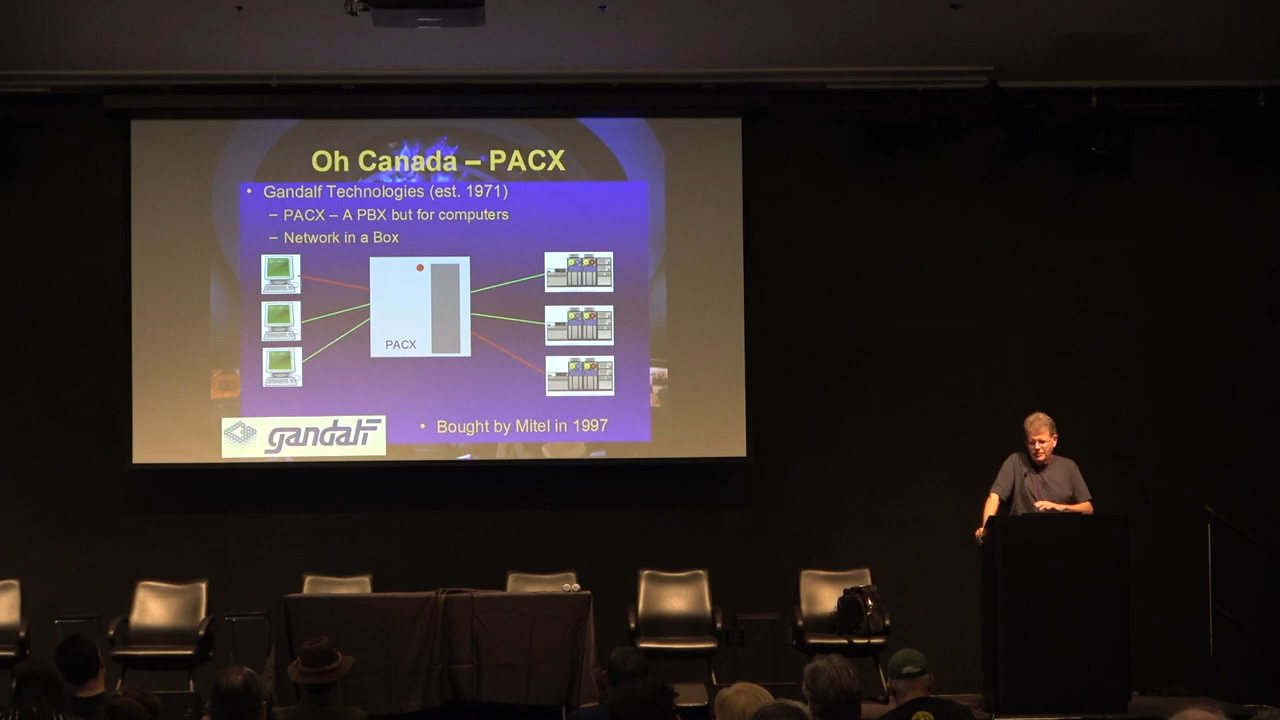 Oh Canada – PACX
• Gandalf Technologies (est. 1971)
– PACX – A PBX but for computers
– Network in a Box
PACX
gandalf
• Bought by Mitel in 1997